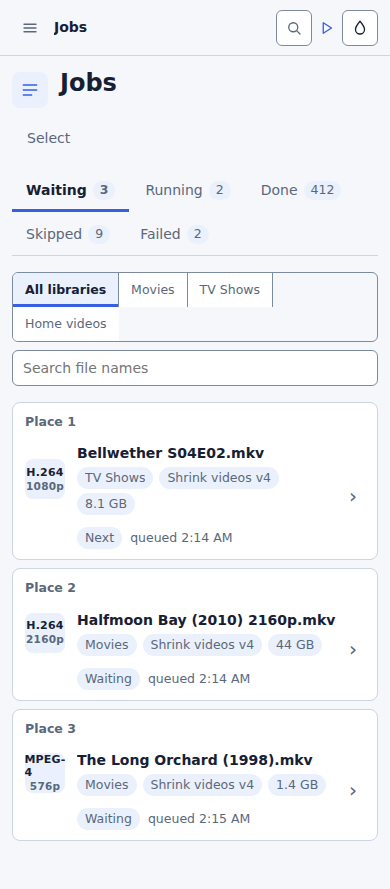 Jobs
Jobs
Select
Waiting 3 Running 2 Done 412
Skipped 9 Failed 2
All libraries Movies TV Shows
Home videos
Search file names
Place 1
Bellwether S04E02.mkv
H.264
1080p
TV Shows Shrink videos v4
8.1 GB
Next queued 2:14 AM
Place 2
Halfmoon Bay (2010) 2160p.mkv
H.264
2160p
Movies Shrink videos v4 44 GB
Waiting queued 2:14 AM
Place 3
The Long Orchard (1998).mkv
MPEG-
4
576p
Movies Shrink videos v4 1.4 GB
Waiting queued 2:15 AM